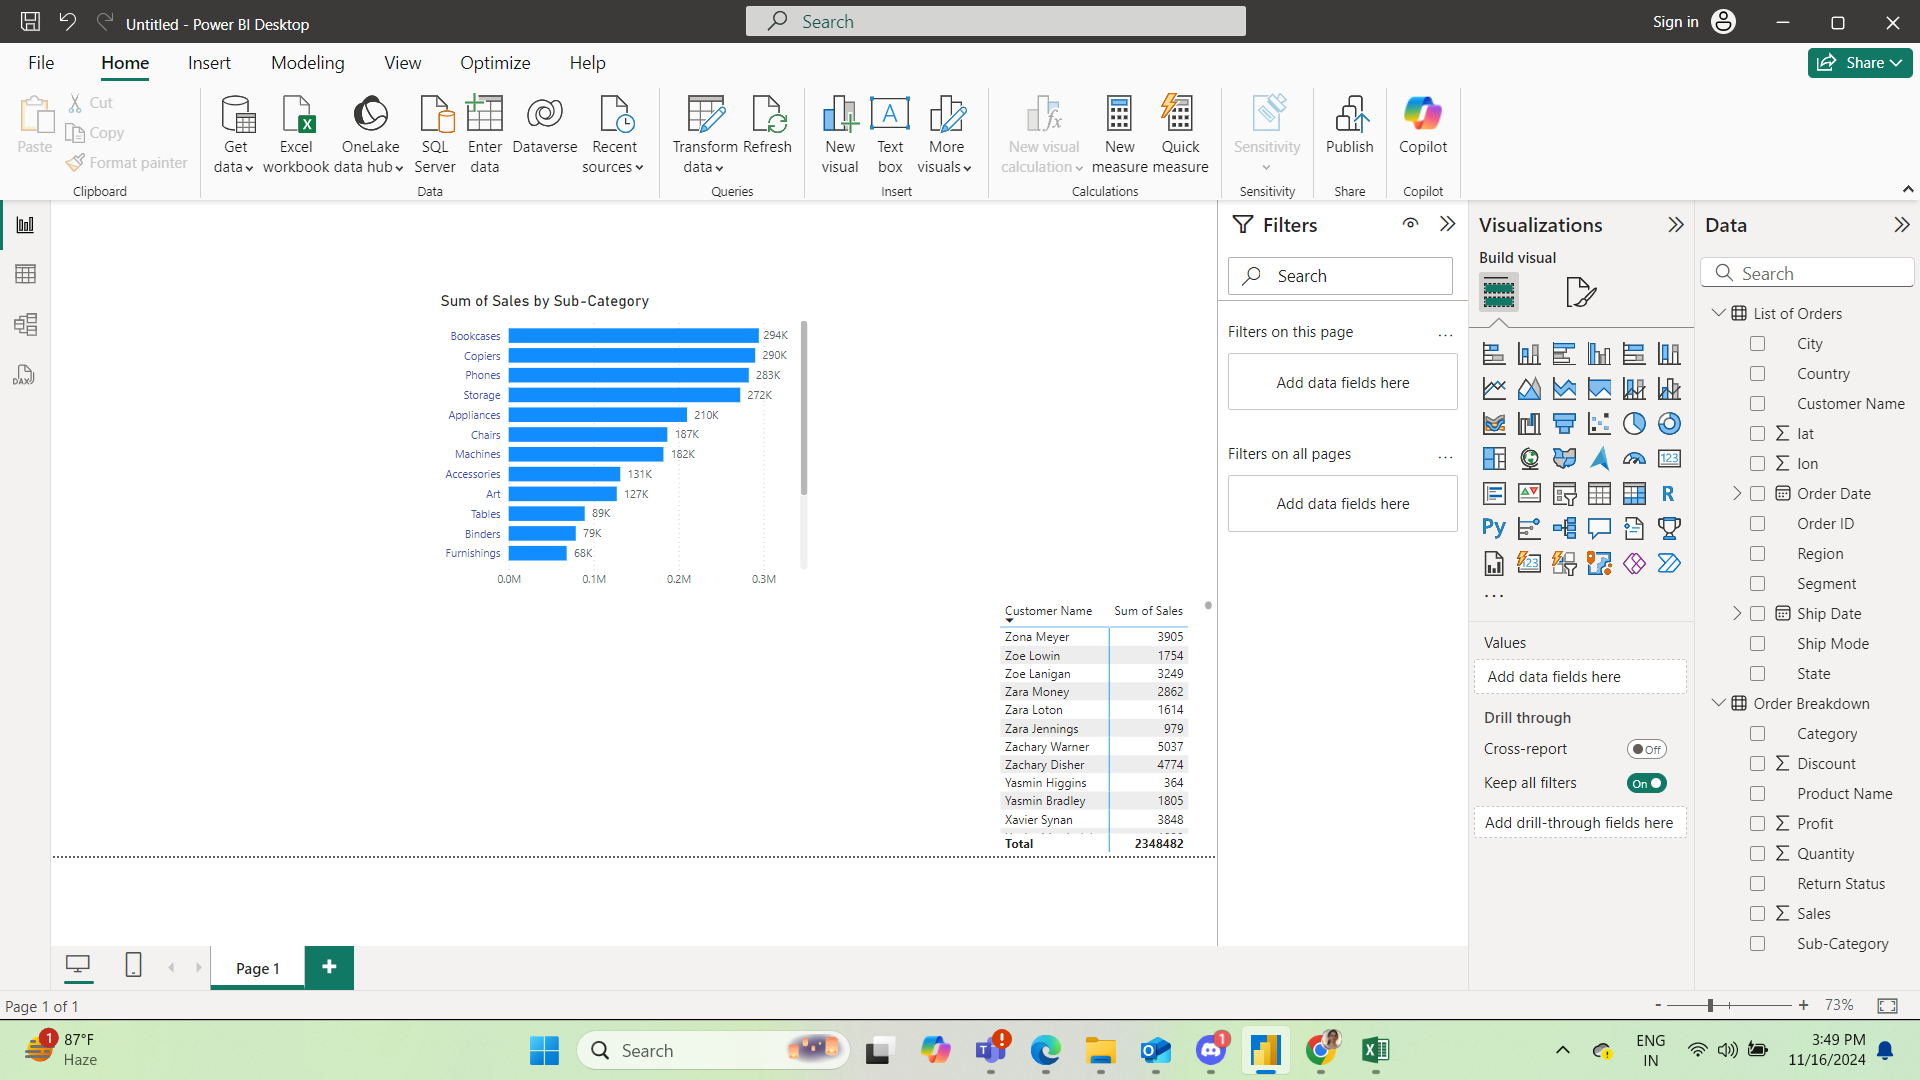 Untitled - Power BI Desktop
Search
Sign in
File
Home
Insert
Modeling
View
Optimize
Help
Share
Paste
Cut
Copy
Format painter
Clipboard
Get data
Excel workbook
OneLake data hub
SQL Server
Enter data
Dataverse
Recent sources
Data
Transform data
Refresh
Queries
New visual
Text box
More visuals
Insert
New visual calculation
New measure
Quick measure
Calculations
Sensitivity
Sensitivity
Publish
Share
Copilot
Copilot
Sum of Sales by Sub-Category
Bookcases 294K
Copiers 290K
Phones 283K
Storage 272K
Appliances 210K
Chairs 187K
Machines 182K
Accessories 131K
Art 127K
Tables 89K
Binders 79K
Furnishings 68K
0.0M 0.1M 0.2M 0.3M
Customer Name Sum of Sales
Zona Meyer 3905
Zoe Lowin 1754
Zoe Lanigan 3249
Zara Money 2862
Zara Loton 1614
Zara Jennings 979
Zachary Warner 5037
Zachary Disher 4774
Yasmin Higgins 364
Yasmin Bradley 1805
Xavier Synan 3848
Total 2348482
Filters
Search
Filters on this page
...
Add data fields here
Filters on all pages
...
Add data fields here
Visualizations
Build visual
123
R
Py
123
...
Values
Add data fields here
Drill through
Cross-report Off
Keep all filters On
Add drill-through fields here
Data
Search
List of Orders
City
Country
Customer Name
lat
lon
Order Date
Order ID
Region
Segment
Ship Date
Ship Mode
State
Order Breakdown
Category
Discount
Product Name
Profit
Quantity
Return Status
Sales
Sub-Category
DAX
Page 1
+
Page 1 of 1
- + 73%
1
87°F
Haze
Search
1
ENG
IN
3:49 PM
11/16/2024